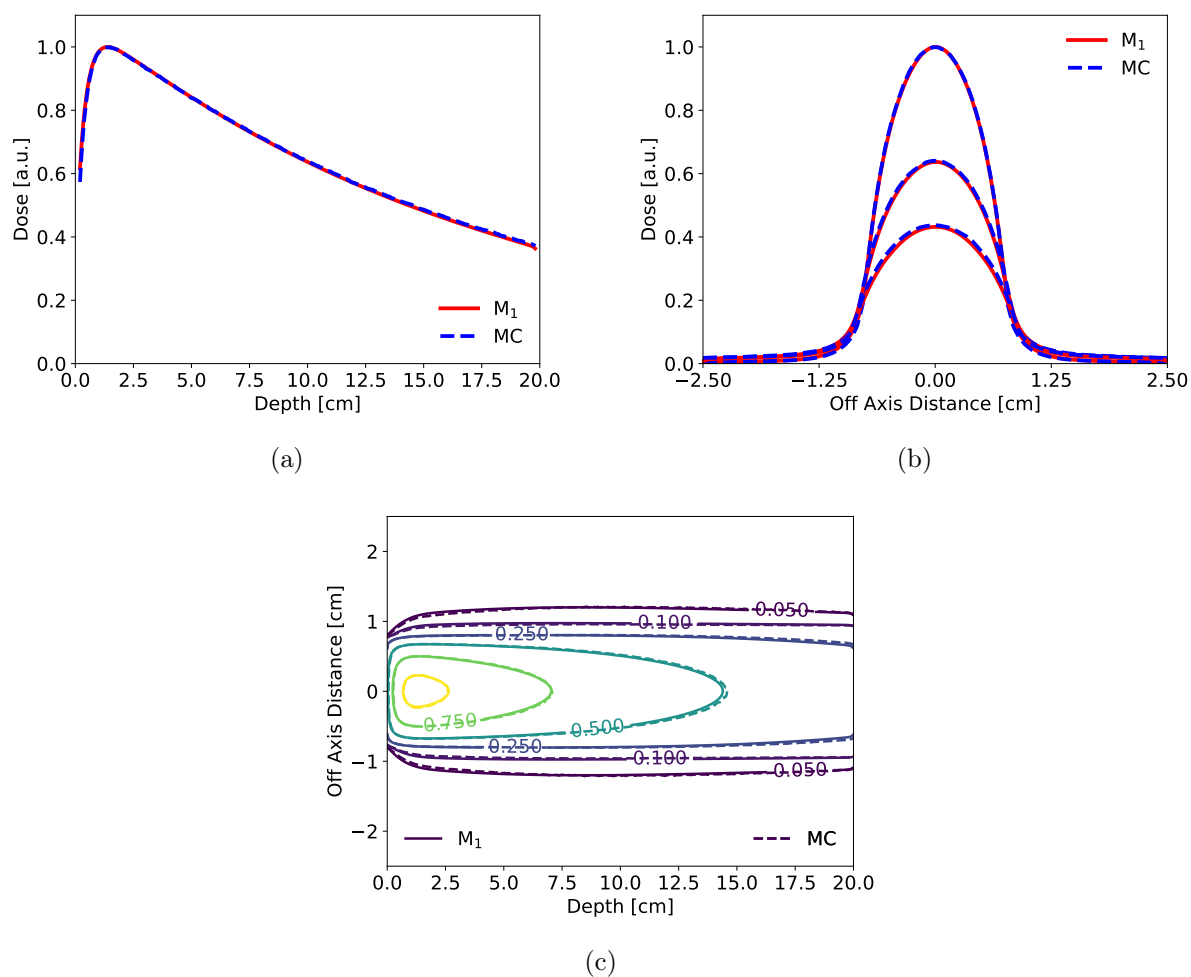 1.0
0.8
0.6
0.4
0.2
0.0
Dose [a.u.]
M1
MC
0.0 2.5 5.0 7.5 10.0 12.5 15.0 17.5 20.0
Depth [cm]
(a)
1.0
0.8
0.6
0.4
0.2
0.0
Dose [a.u.]
M1
MC
−2.50 −1.25 0.00 1.25 2.50
Off Axis Distance [cm]
(b)
2
1
0
−1
−2
Off Axis Distance [cm]
0.050
0.100
0.250
0.750
0.500
0.250
0.100
0.050
M1 MC
0.0 2.5 5.0 7.5 10.0 12.5 15.0 17.5 20.0
Depth [cm]
(c)